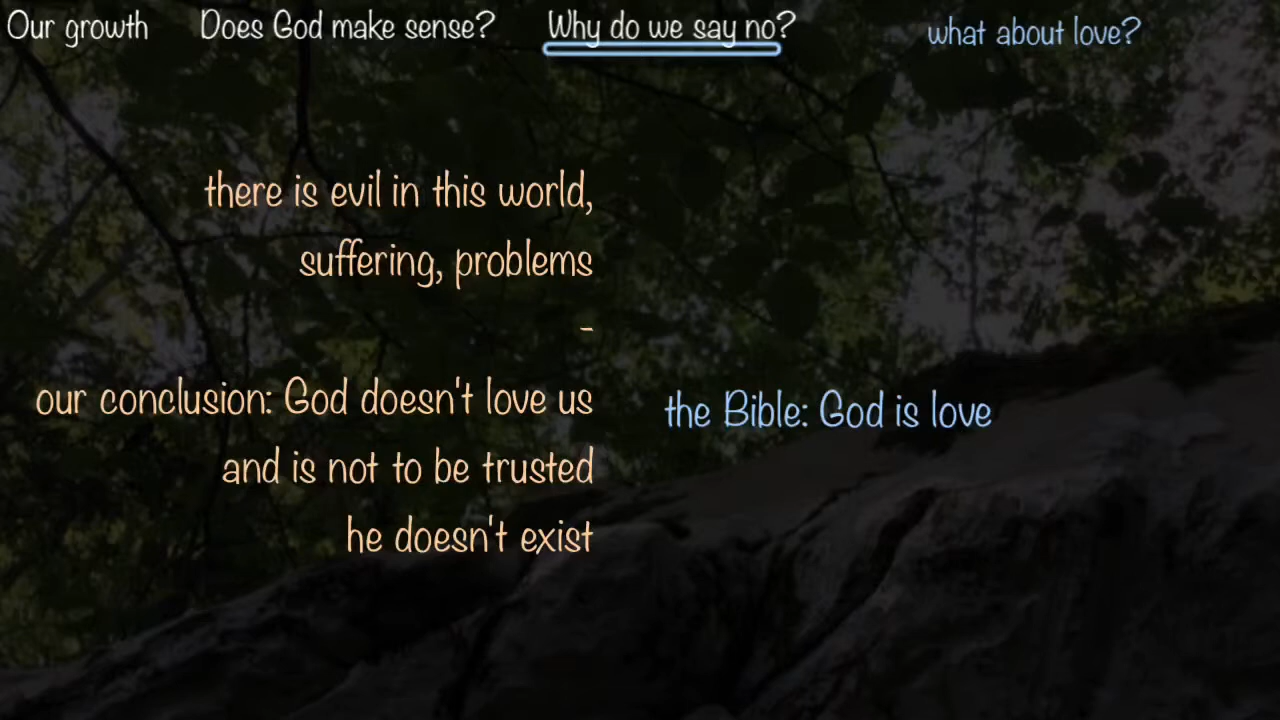 Our growth
Does God make sense?
Why do we say no?
what about love?
there is evil in this world,
suffering, problems
-
our conclusion: God doesn't love us
and is not to be trusted
he doesn't exist
the Bible: God is love